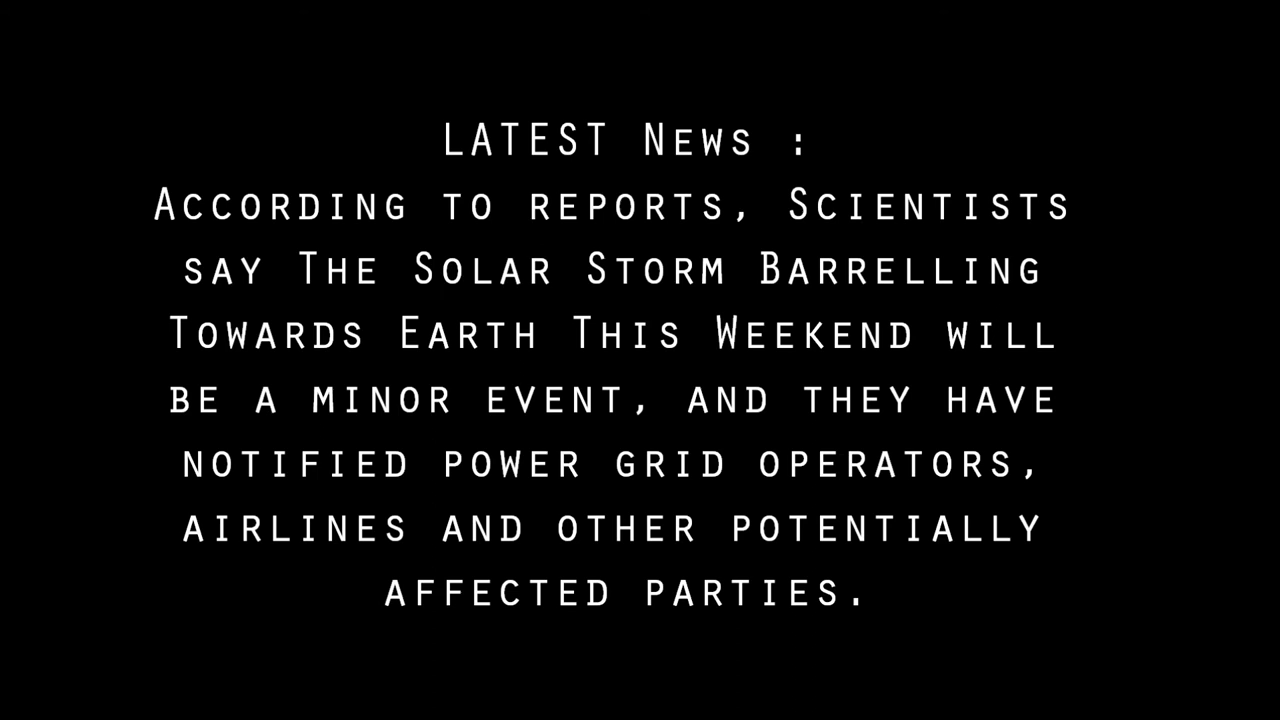 LATEST News :
According to reports, Scientists
say The Solar Storm Barrelling
Towards Earth This Weekend will
be a minor event, and they have
notified power grid operators,
airlines and other potentially
affected parties.